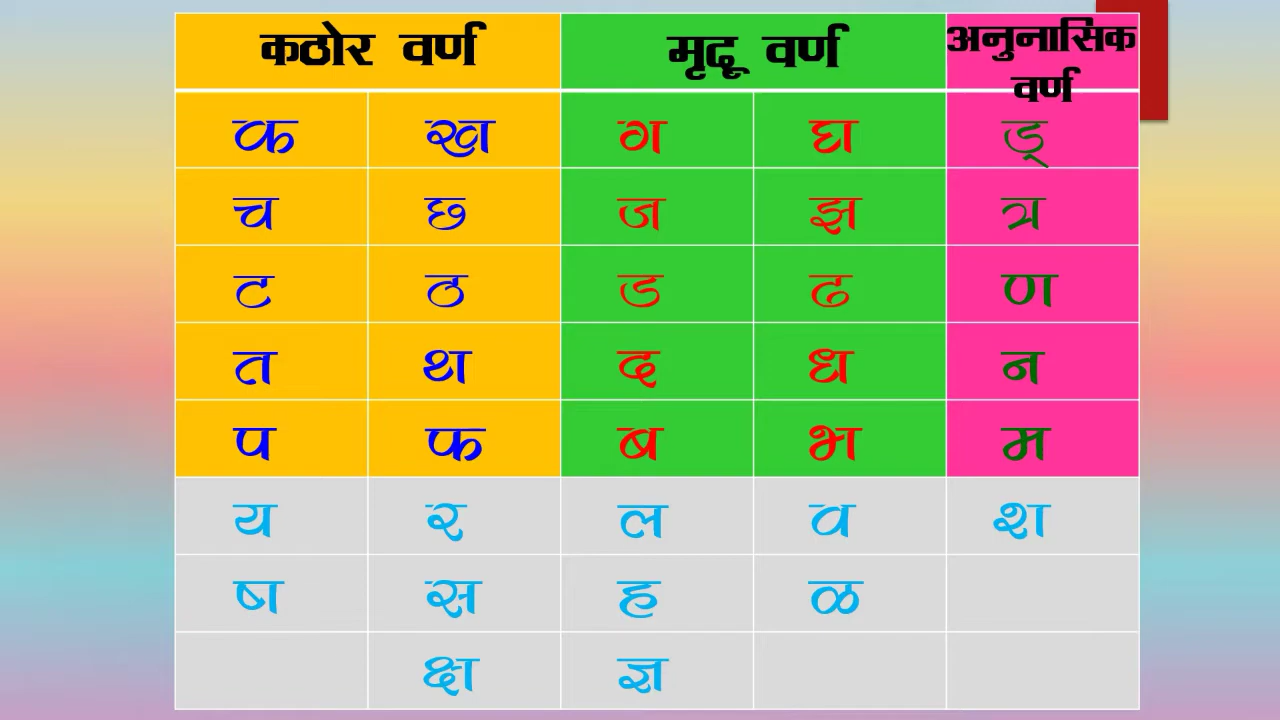 कठोर वर्ण मृदू वर्ण अनुनासिक वर्ण
क ख ग घ ड्
च छ ज झ त्र
ट ठ ड ढ ण
त थ द ध न
प फ ब भ म
य र ल व श
ष स ह ळ
क्ष ज्ञ